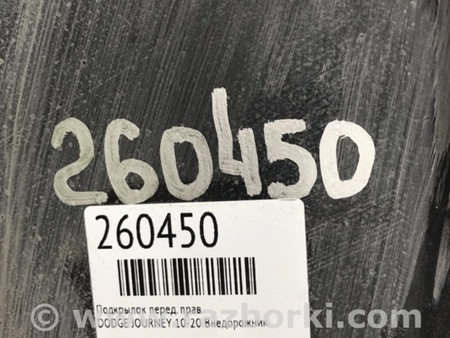 260450
260450
Подкрылок перед. прав
DODGE JOURNEY 10-20 Внедорожник
© www.razborki.com